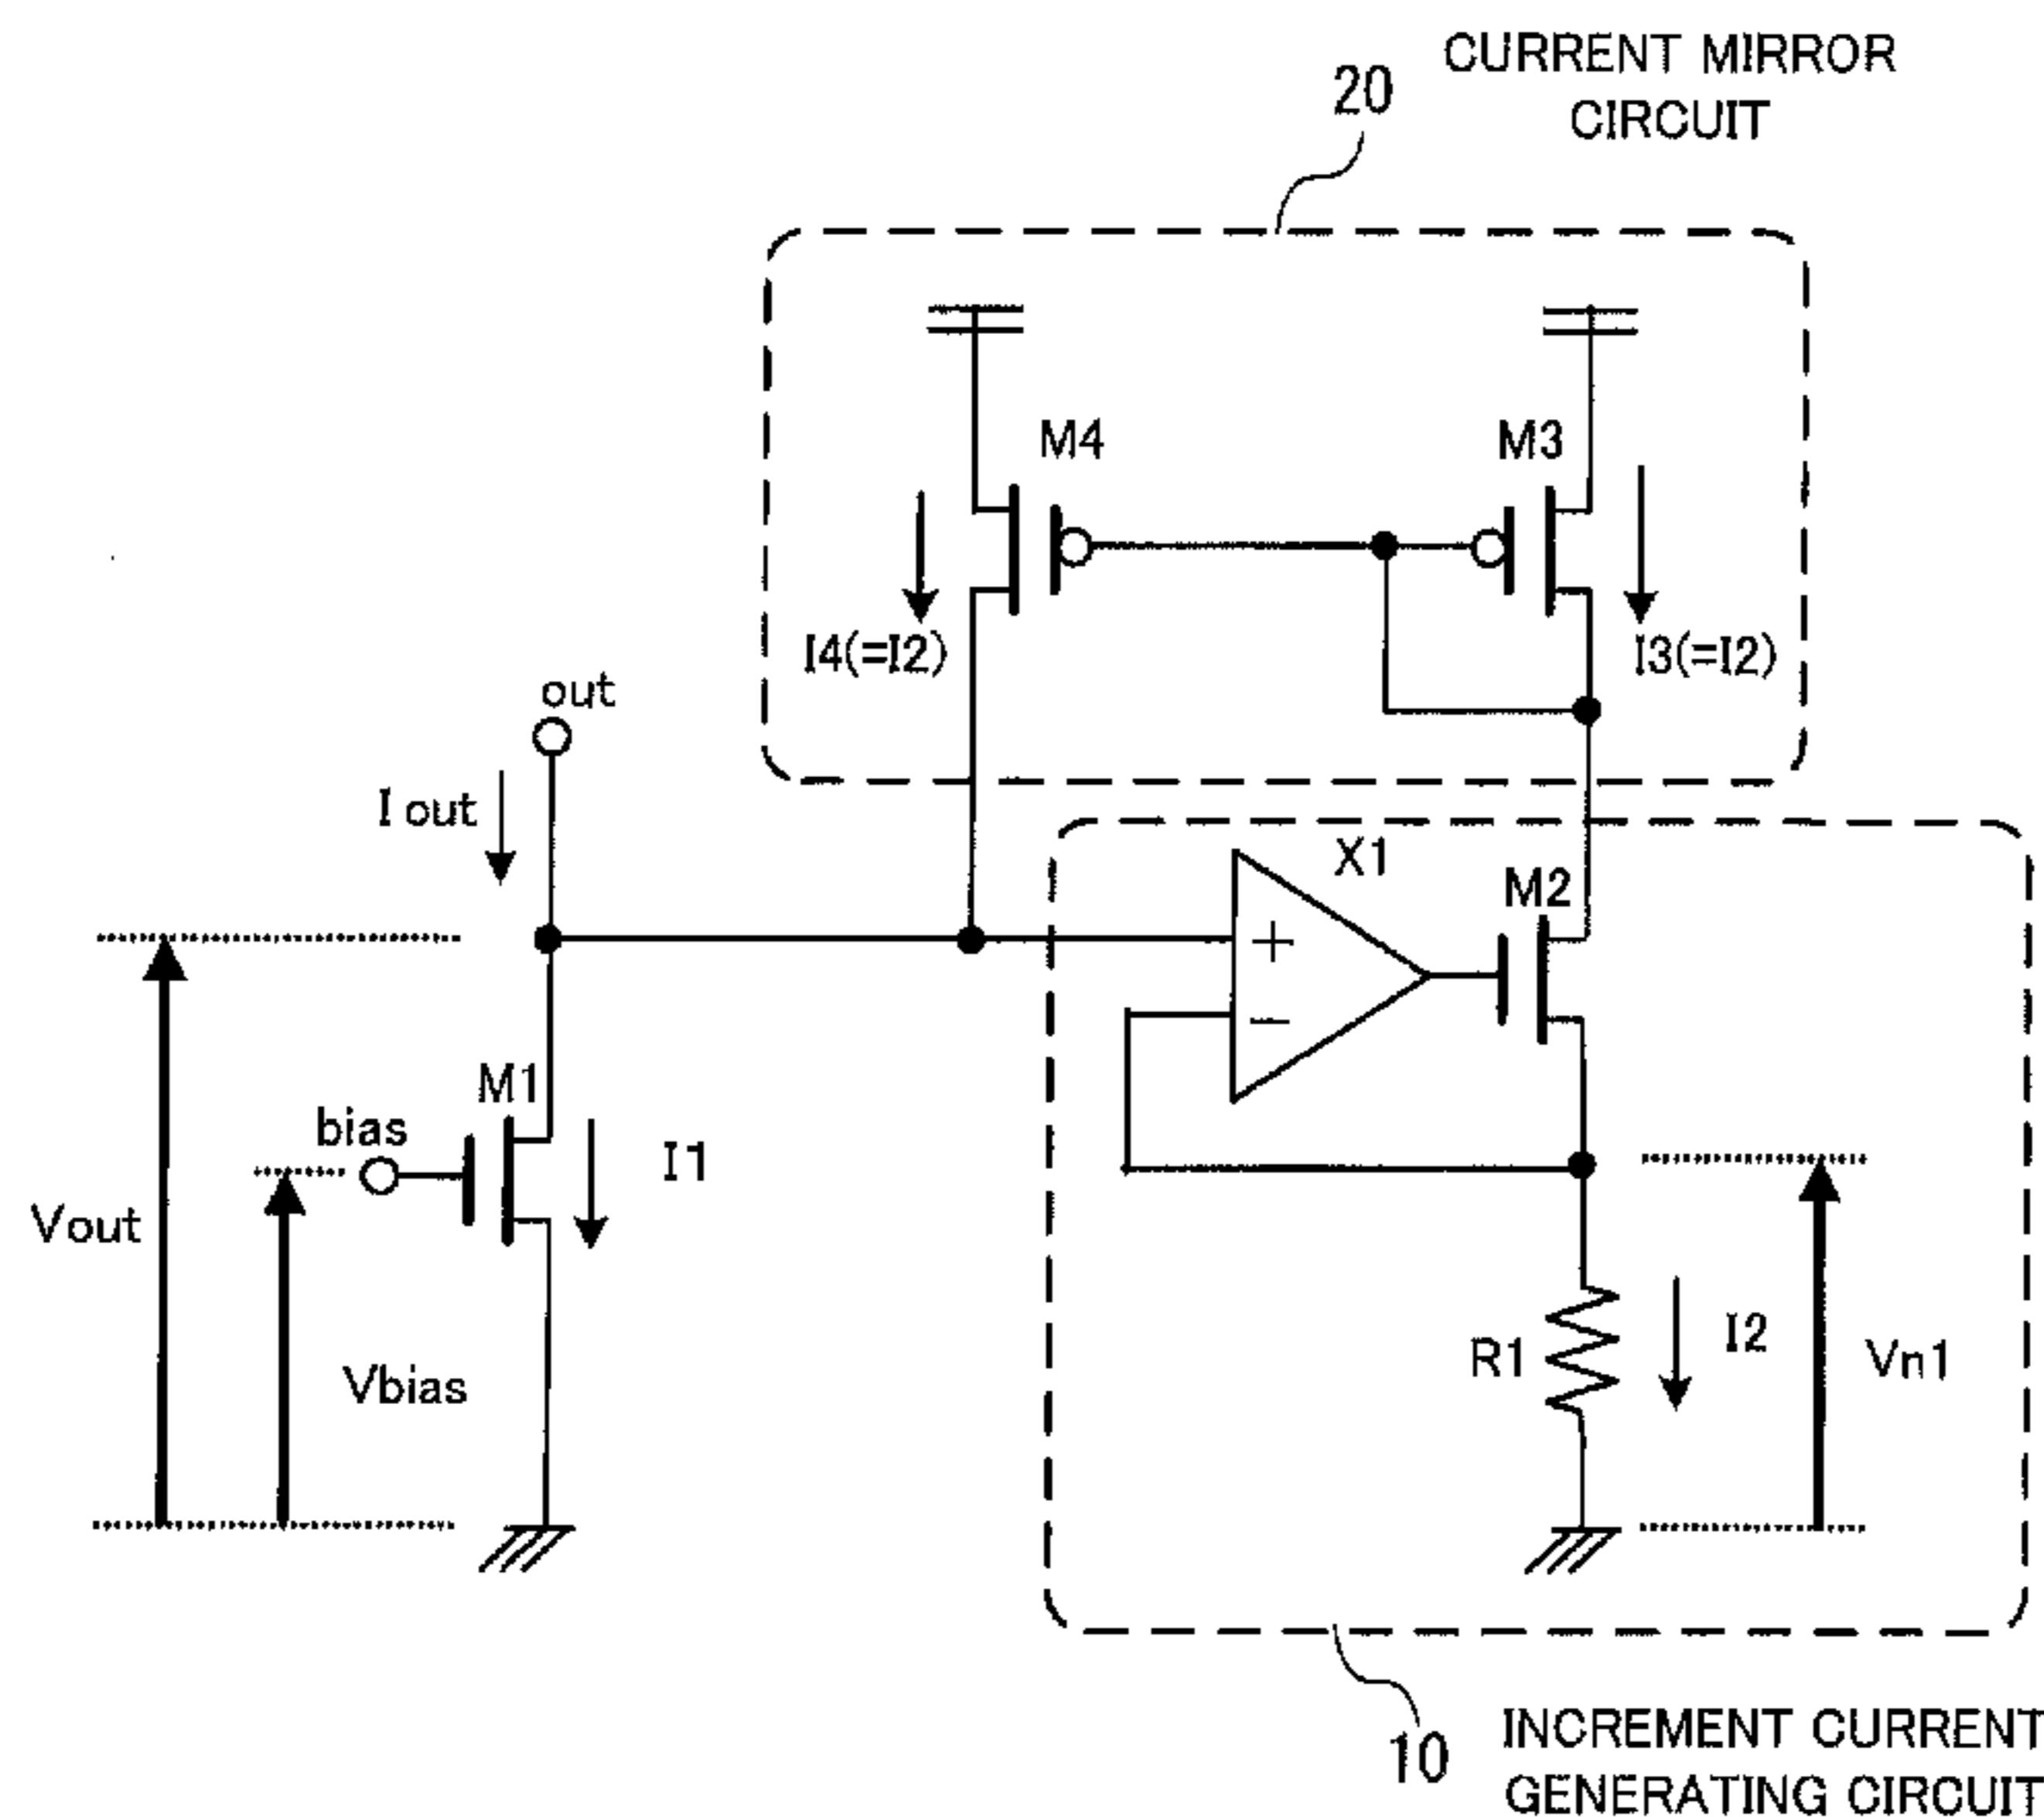 CURRENT MIRROR
CIRCUIT
20
M4
M3
I4(=I2)
I3(=I2)
out
I out
X1
M2
+
−
M1
bias
I1
Vout
Vbias
R1
I2
Vn1
10
INCREMENT CURRENT
GENERATING CIRCUIT